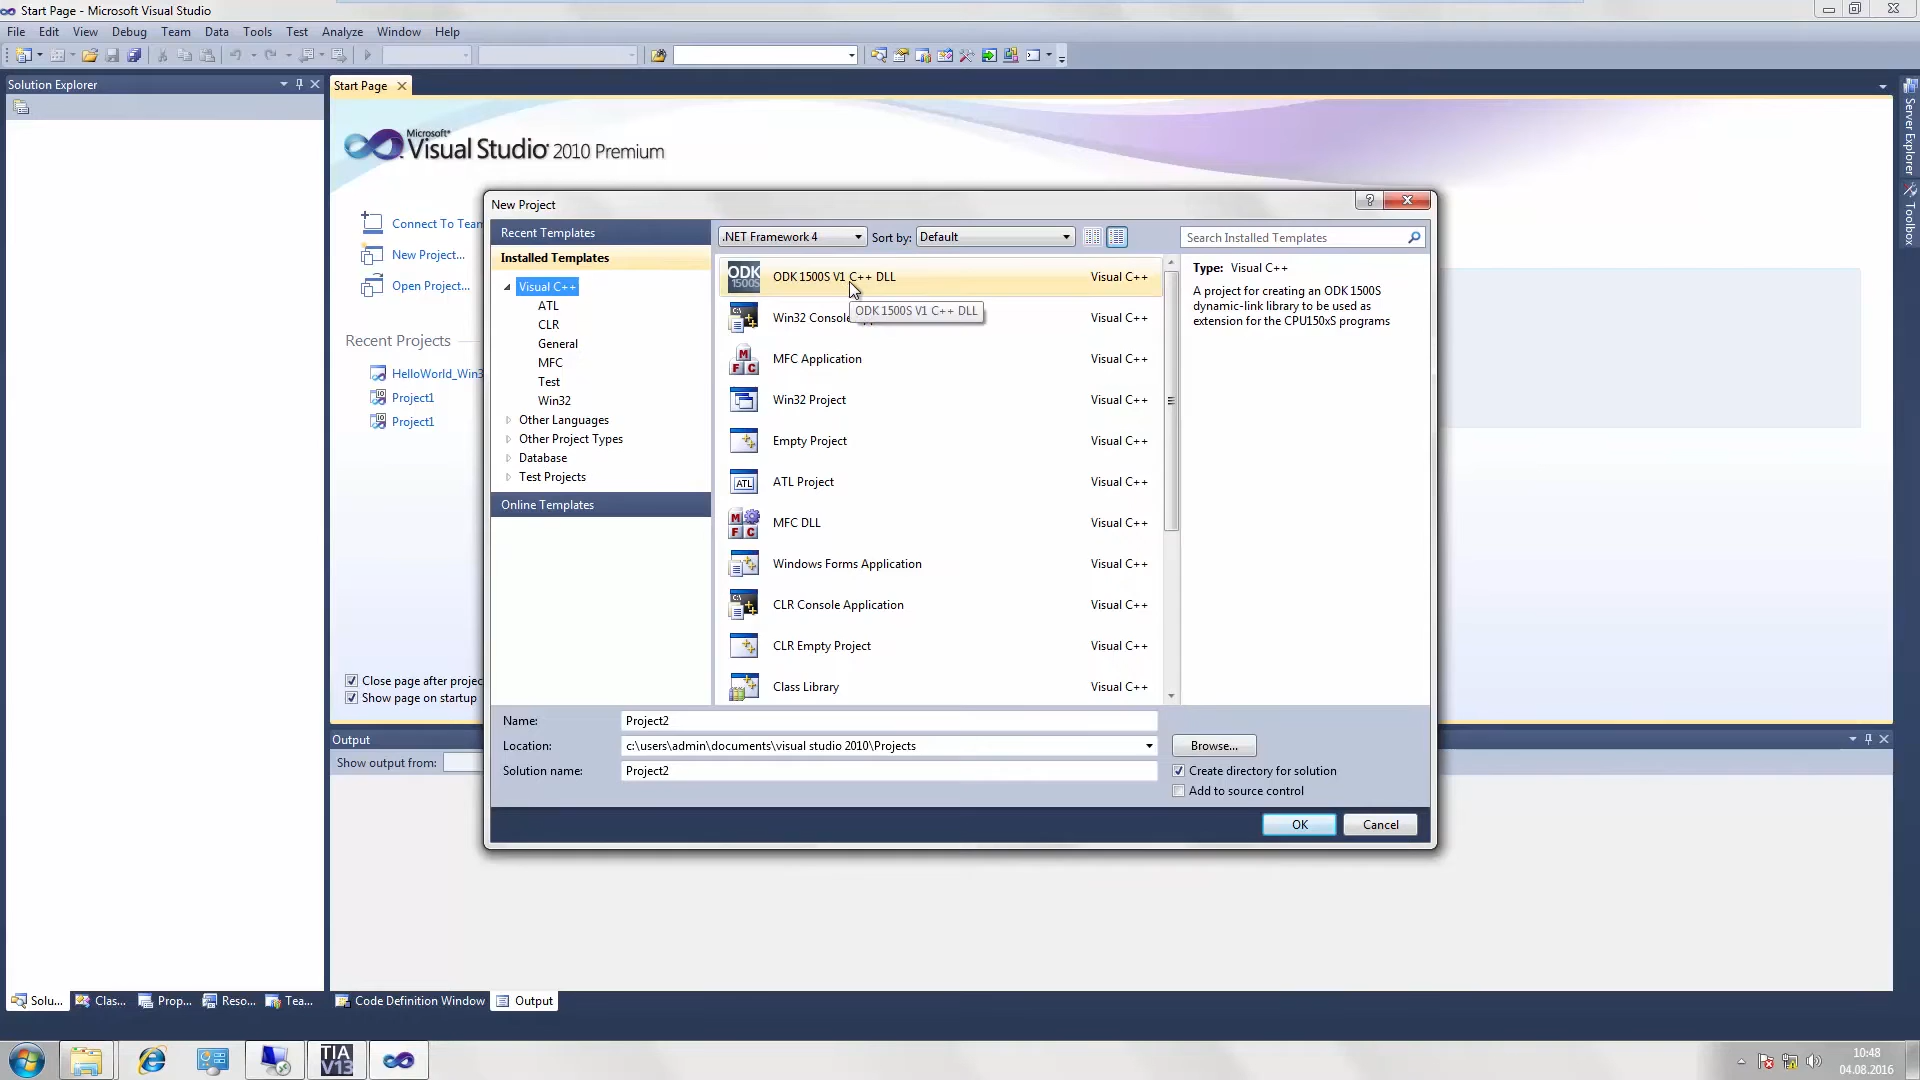 Start Page - Microsoft Visual Studio
File Edit View Debug Team Data Tools Test Analyze Window Help
Solution Explorer
Start Page
Microsoft®
Visual Studio® 2010 Premium
Connect To Team
New Project...
Open Project...
Recent Projects
HelloWorld_Win3
Project1
Project1
Close page after projec
Show page on startup
New Project
Recent Templates
Installed Templates
Visual C++
ATL
CLR
General
MFC
Test
Win32
Other Languages
Other Project Types
Database
Test Projects
Online Templates
.NET Framework 4
Sort by: Default
Search Installed Templates
ODK 1500S
ODK 1500S V1 C++ DLL Visual C++
ODK 1500S V1 C++ DLL
Win32 Console Visual C++
MFC Application Visual C++
Win32 Project Visual C++
Empty Project Visual C++
ATL Project Visual C++
MFC DLL Visual C++
Windows Forms Application Visual C++
CLR Console Application Visual C++
CLR Empty Project Visual C++
Class Library Visual C++
Type: Visual C++
A project for creating an ODK 1500S
dynamic-link library to be used as
extension for the CPU150xS programs
Name: Project2
Location: c:\users\admin\documents\visual studio 2010\Projects
Browse...
Solution name: Project2
Create directory for solution
Add to source control
OK Cancel
Server Explorer
Toolbox
Output
Show output from:
Solu... Clas... Prop... Reso... Tea...
Code Definition Window Output
TIA
V13
10:48
04.08.2016